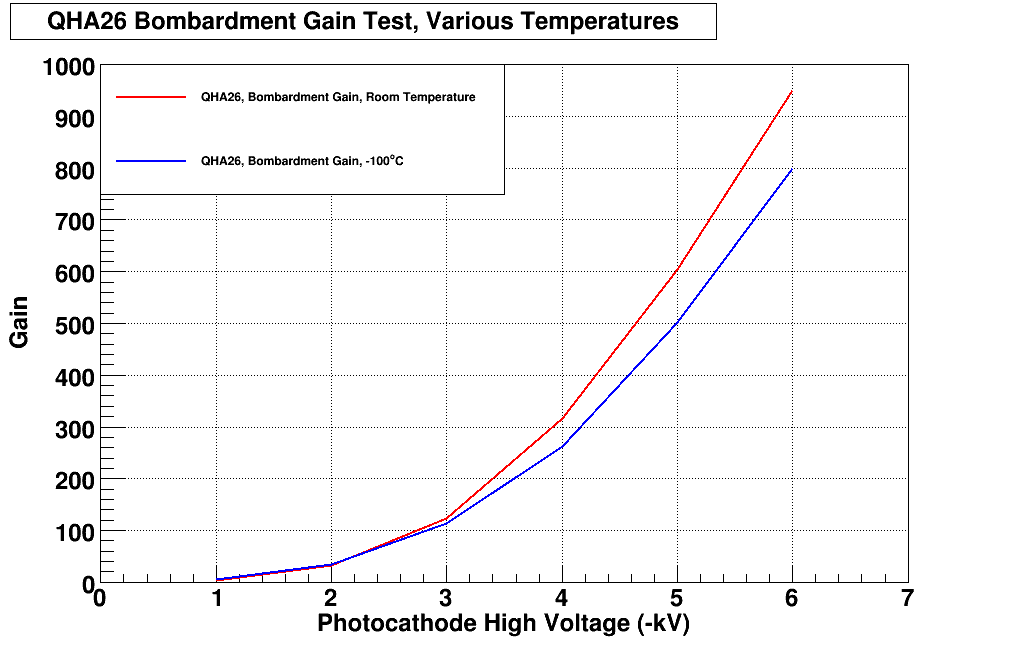 QHA26 Bombardment Gain Test, Various Temperatures
1000
900
800
700
600
500
400
300
200
100
0
Gain
QHA26, Bombardment Gain, Room Temperature
QHA26, Bombardment Gain, -100°C
0 1 2 3 4 5 6 7
Photocathode High Voltage (-kV)